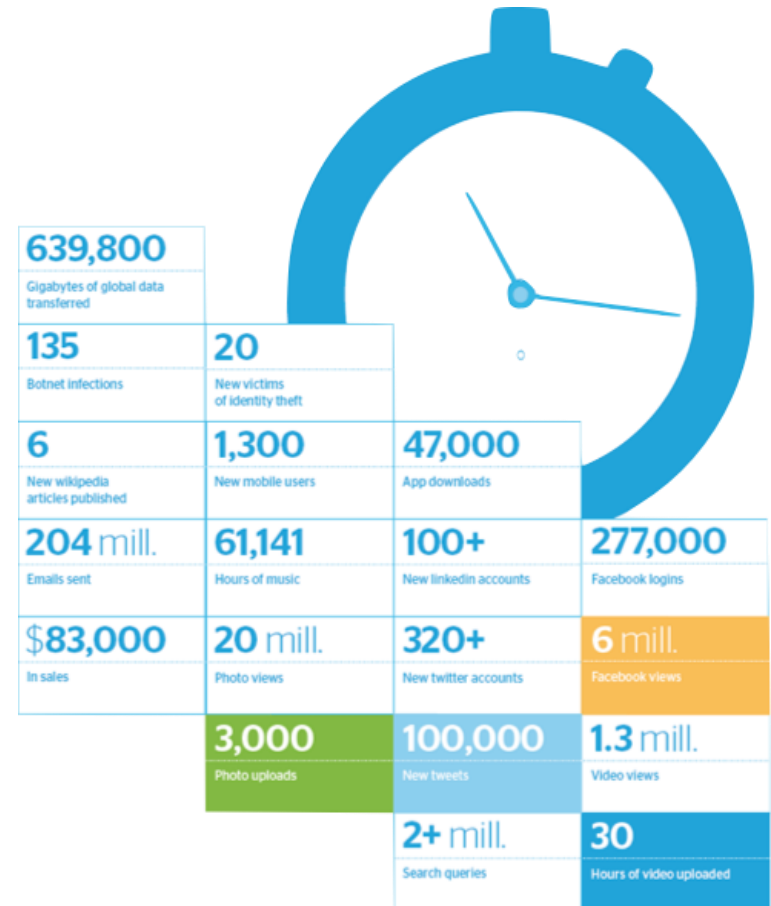 639,800
Gigabytes of global data
transferred
135
Botnet infections
20
New victims
of identity theft
6
New wikipedia
articles published
1,300
New mobile users
47,000
App downloads
204 mill.
Emails sent
61,141
Hours of music
100+
New linkedin accounts
277,000
Facebook logins
$83,000
In sales
20 mill.
Photo views
320+
New twitter accounts
6 mill.
Facebook views
3,000
Photo uploads
100,000
New tweets
1.3 mill.
Video views
2+ mill.
Search queries
30
Hours of video uploaded